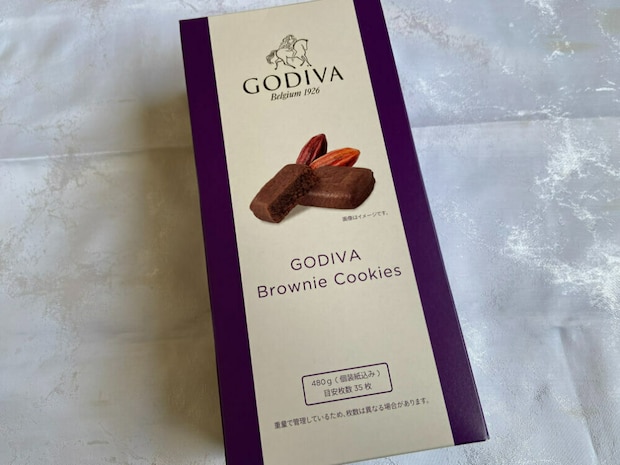 GODIVA
Belgium 1926
画像はイメージです。
GODIVA
Brownie Cookies
480g(個装紙込み)
目安枚数 35 枚
重量で管理しているため、枚数は異なる場合があります。